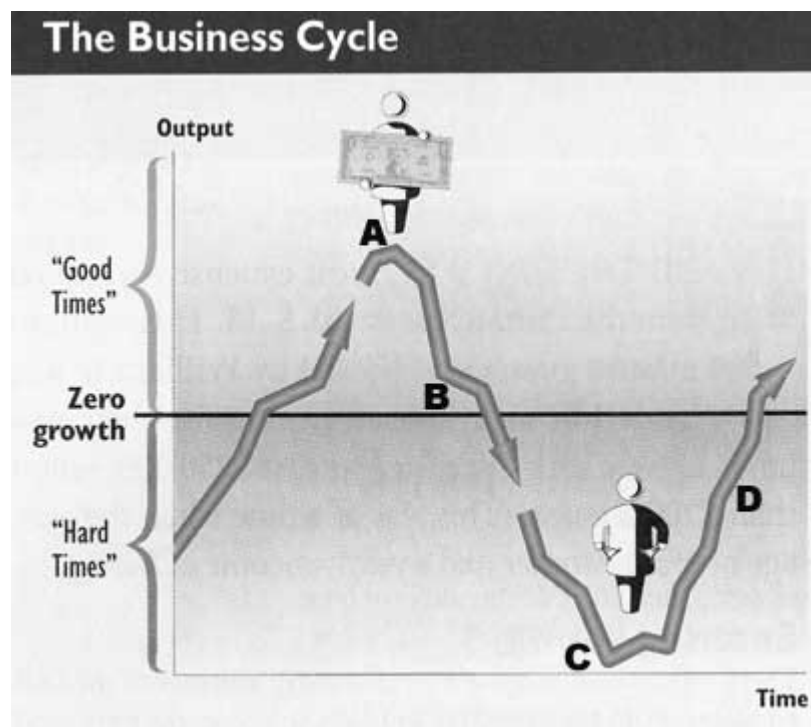 The Business Cycle
Output
A
"Good
Times"
B
Zero
growth
D
"Hard
Times"
C
Time